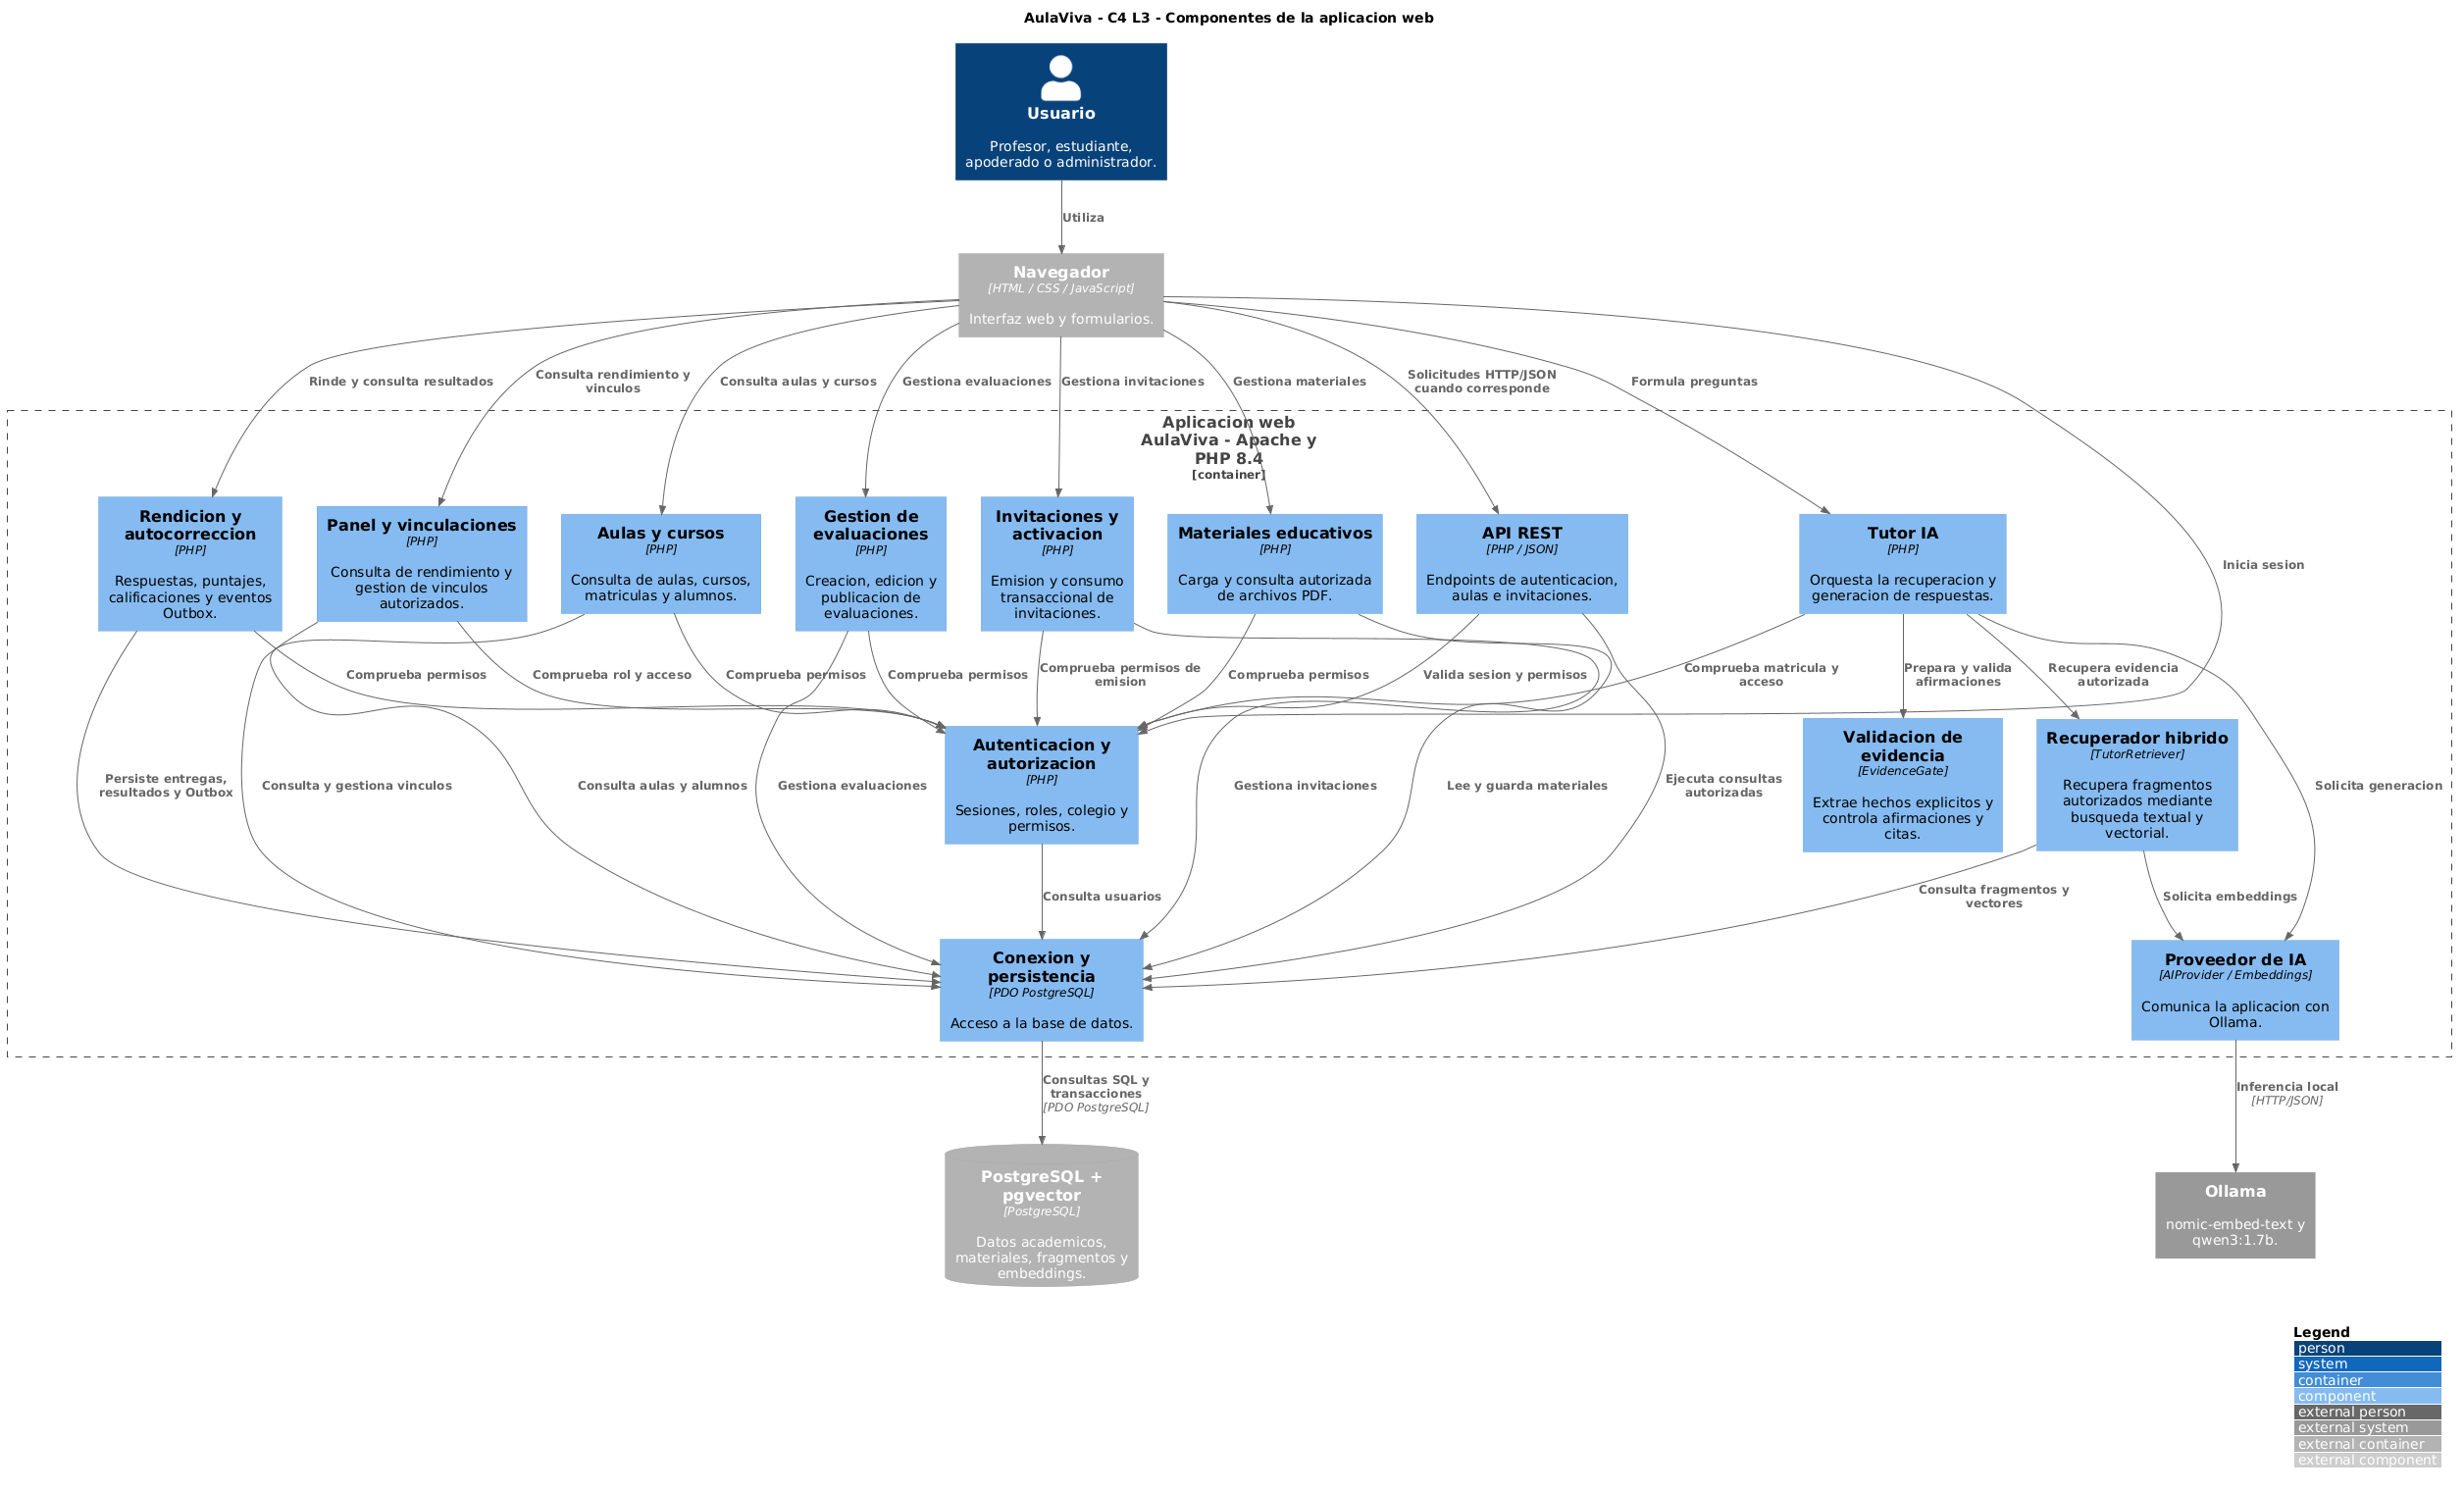 AulaViva - C4 L3 - Componentes de la aplicacion web
Usuario
Profesor, estudiante,
apoderado o administrador.
Utiliza
Navegador
[HTML / CSS / JavaScript]
Interfaz web y formularios.
Rinde y consulta resultados
Consulta rendimiento y
vinculos
Consulta aulas y cursos
Gestiona evaluaciones
Gestiona invitaciones
Gestiona materiales
Solicitudes HTTP/JSON
cuando corresponde
Formula preguntas
Inicia sesion
Aplicacion web
AulaViva - Apache y
PHP 8.4
[container]
Rendicion y
autocorreccion
[PHP]
Respuestas, puntajes,
calificaciones y eventos
Outbox.
Panel y vinculaciones
[PHP]
Consulta de rendimiento y
gestion de vinculos
autorizados.
Aulas y cursos
[PHP]
Consulta de aulas, cursos,
matriculas y alumnos.
Gestion de
evaluaciones
[PHP]
Creacion, edicion y
publicacion de
evaluaciones.
Invitaciones y
activacion
[PHP]
Emision y consumo
transaccional de
invitaciones.
Materiales educativos
[PHP]
Carga y consulta autorizada
de archivos PDF.
API REST
[PHP / JSON]
Endpoints de autenticacion,
aulas e invitaciones.
Tutor IA
[PHP]
Orquesta la recuperacion y
generacion de respuestas.
Comprueba permisos
Comprueba rol y acceso
Comprueba permisos
Comprueba permisos
Comprueba permisos de
emision
Comprueba permisos
Valida sesion y permisos
Comprueba matricula y
acceso
Prepara y valida
afirmaciones
Recupera evidencia
autorizada
Autenticacion y
autorizacion
[PHP]
Sesiones, roles, colegio y
permisos.
Validacion de
evidencia
[EvidenceGate]
Extrae hechos explicitos y
controla afirmaciones y
citas.
Recuperador hibrido
[TutorRetriever]
Recupera fragmentos
autorizados mediante
busqueda textual y
vectorial.
Persiste entregas,
resultados y Outbox
Consulta y gestiona vinculos
Consulta aulas y alumnos
Gestiona evaluaciones
Gestiona invitaciones
Lee y guarda materiales
Ejecuta consultas
autorizadas
Solicita generacion
Consulta usuarios
Consulta fragmentos y
vectores
Solicita embeddings
Conexion y
persistencia
[PDO PostgreSQL]
Acceso a la base de datos.
Proveedor de IA
[AIProvider / Embeddings]
Comunica la aplicacion con
Ollama.
Consultas SQL y
transacciones
[PDO PostgreSQL]
Inferencia local
[HTTP/JSON]
PostgreSQL +
pgvector
[PostgreSQL]
Datos academicos,
materiales, fragmentos y
embeddings.
Ollama
nomic-embed-text y
qwen3:1.7b.
Legend
person
system
container
component
external person
external system
external container
external component